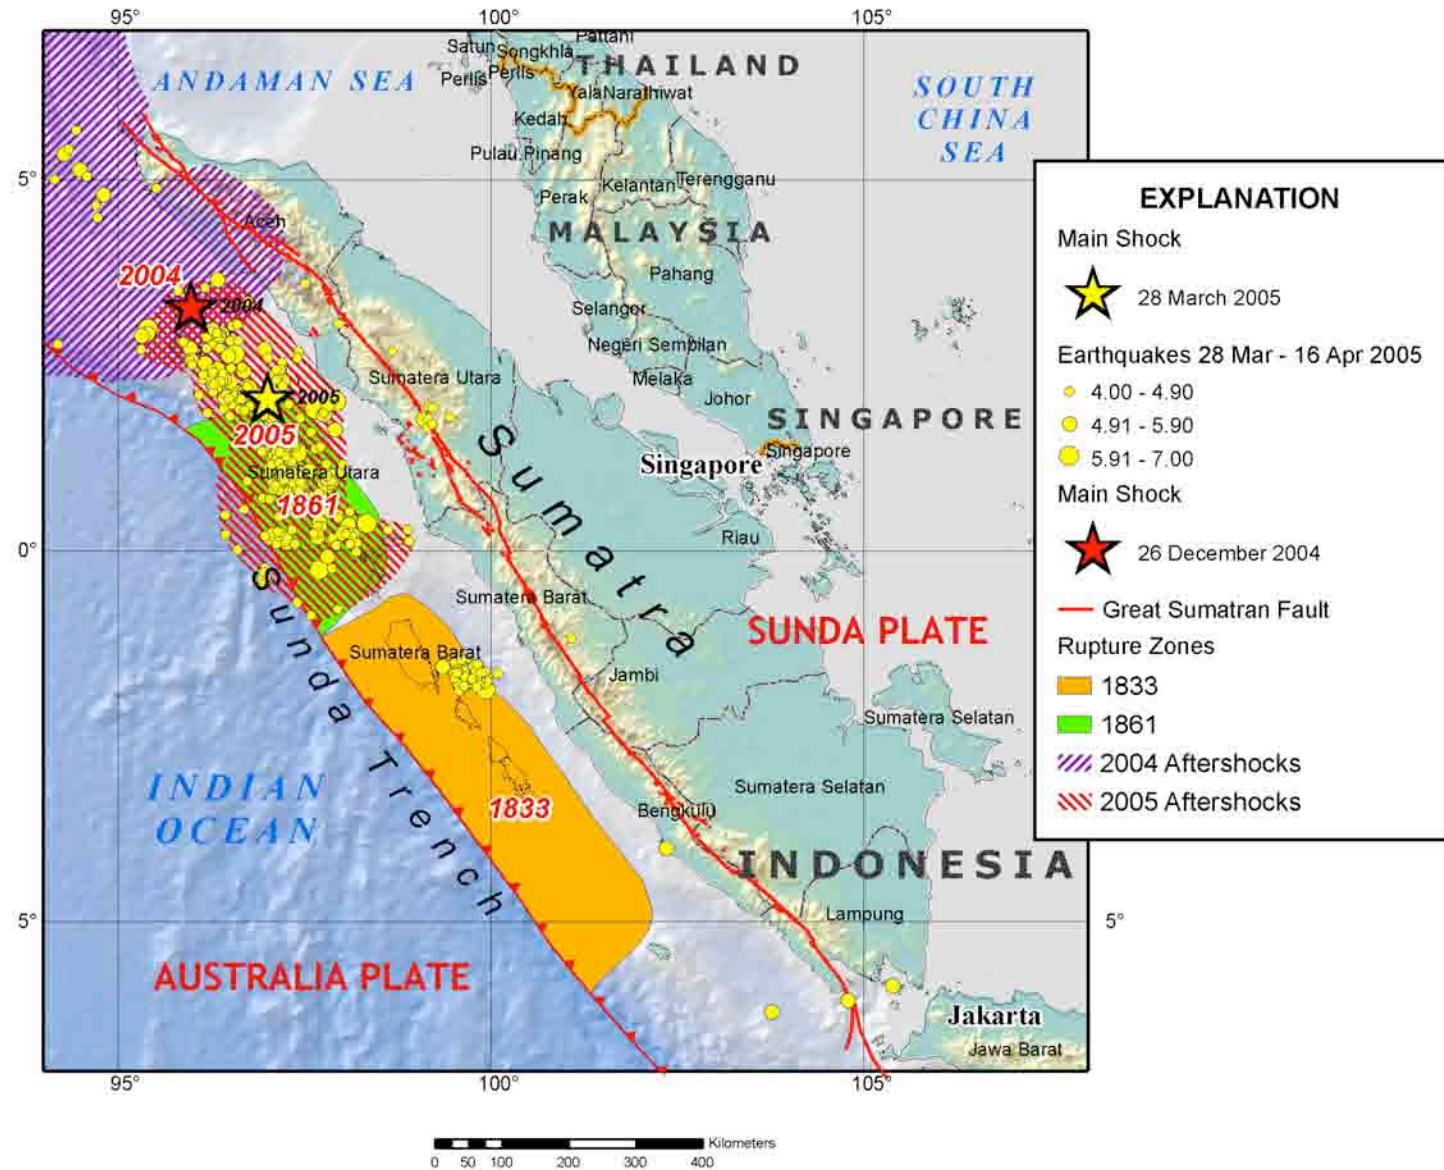 95°
100°
105°
Pattani
Satun
Songkhla
Perlis
Perlis
THAILAND
ANDAMAN SEA
Yala
Narathiwat
SOUTH
CHINA
SEA
Kedah
Pulau Pinang
5°
Perak
Kelantan
Terengganu
Aceh
MALAYSIA
Pahang
2004
2004
Selangor
Negeri Sembilan
Melaka
Sumatera Utara
Johor
2005
SINGAPORE
2005
Singapore
Singapore
Sumatera Utara
1861
Sumatra
Riau
0°
Sunda Trench
Sumatera Barat
SUNDA PLATE
Sumatera Barat
Jambi
Sumatera Selatan
INDIAN
OCEAN
Sumatera Selatan
1833
Bengkulu
INDONESIA
Lampung
5°
5°
AUSTRALIA PLATE
Jakarta
Jawa Barat
95°
100°
105°
EXPLANATION
Main Shock
28 March 2005
Earthquakes 28 Mar - 16 Apr 2005
4.00 - 4.90
4.91 - 5.90
5.91 - 7.00
Main Shock
26 December 2004
Great Sumatran Fault
Rupture Zones
1833
1861
2004 Aftershocks
2005 Aftershocks
Kilometers
0 50 100 200 300 400